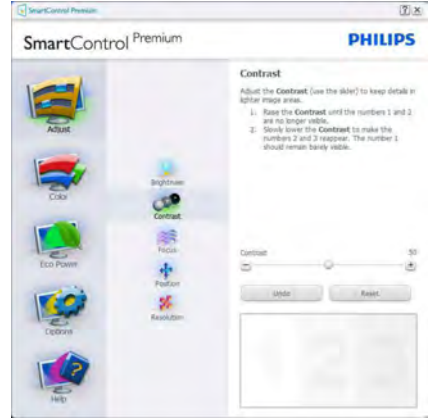 SmartControl Premium
SmartControl Premium
PHILIPS
Adjust
Color
Eco Power
Options
Help
Brightness
Contrast
Focus
Position
Resolution
Contrast
Adjust the Contrast (use the slider) to keep details in
lighter image areas.
1. Raise the Contrast until the numbers 1 and 2
are no longer visible.
2. Slowly lower the Contrast to make the
numbers 2 and 3 reappear. The number 1
should remain barely visible.
Contrast 50
Undo Reset
1 2 3